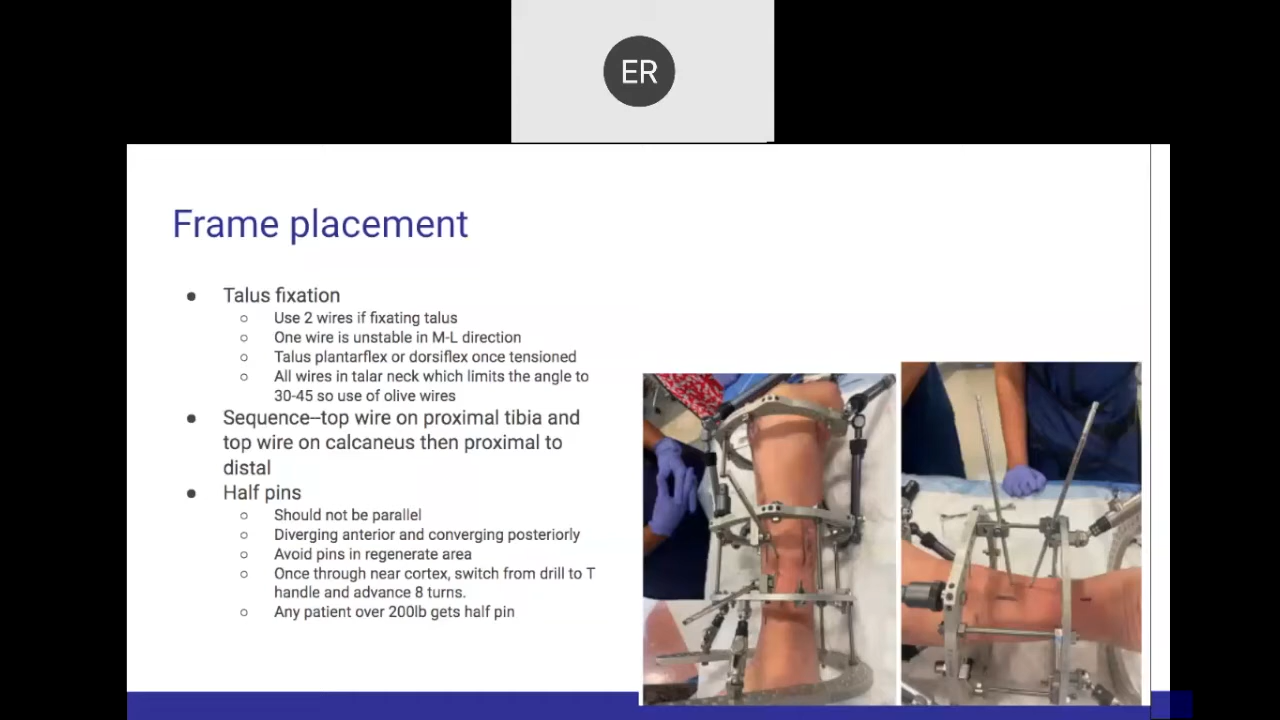 ER
Frame placement
● Talus fixation
○ Use 2 wires if fixating talus
○ One wire is unstable in M-L direction
○ Talus plantarflex or dorsiflex once tensioned
○ All wires in talar neck which limits the angle to
30-45 so use of olive wires
● Sequence--top wire on proximal tibia and
top wire on calcaneus then proximal to
distal
● Half pins
○ Should not be parallel
○ Diverging anterior and converging posteriorly
○ Avoid pins in regenerate area
○ Once through near cortex, switch from drill to T
handle and advance 8 turns.
○ Any patient over 200lb gets half pin